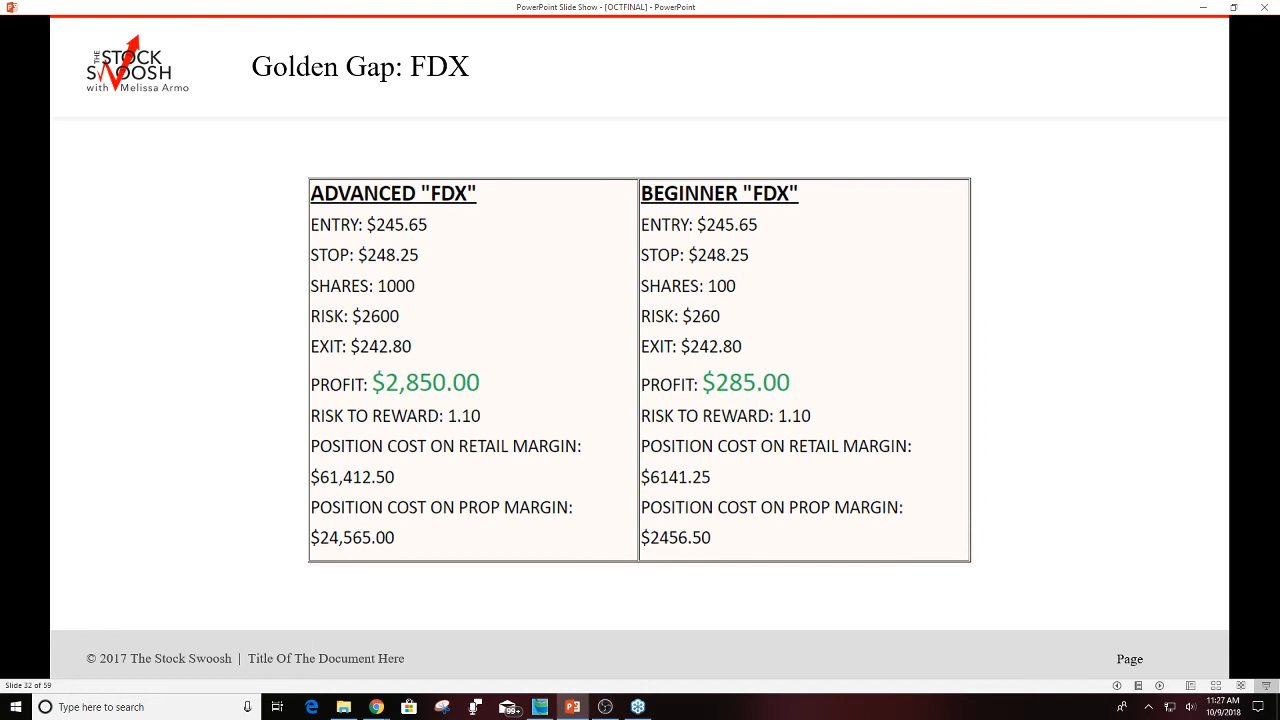 PowerPoint Slide Show - [OCTFINAL] - PowerPoint
THE STOCK
SWOOSH
with Melissa Armo
Golden Gap: FDX
ADVANCED "FDX"
ENTRY: $245.65
STOP: $248.25
SHARES: 1000
RISK: $2600
EXIT: $242.80
PROFIT: $2,850.00
RISK TO REWARD: 1.10
POSITION COST ON RETAIL MARGIN:
$61,412.50
POSITION COST ON PROP MARGIN:
$24,565.00
BEGINNER "FDX"
ENTRY: $245.65
STOP: $248.25
SHARES: 100
RISK: $260
EXIT: $242.80
PROFIT: $285.00
RISK TO REWARD: 1.10
POSITION COST ON RETAIL MARGIN:
$6141.25
POSITION COST ON PROP MARGIN:
$2456.50
© 2017 The Stock Swoosh | Title Of The Document Here
Page
Slide 32 of 59
Type here to search
99+
11:27 AM
10/9/2018